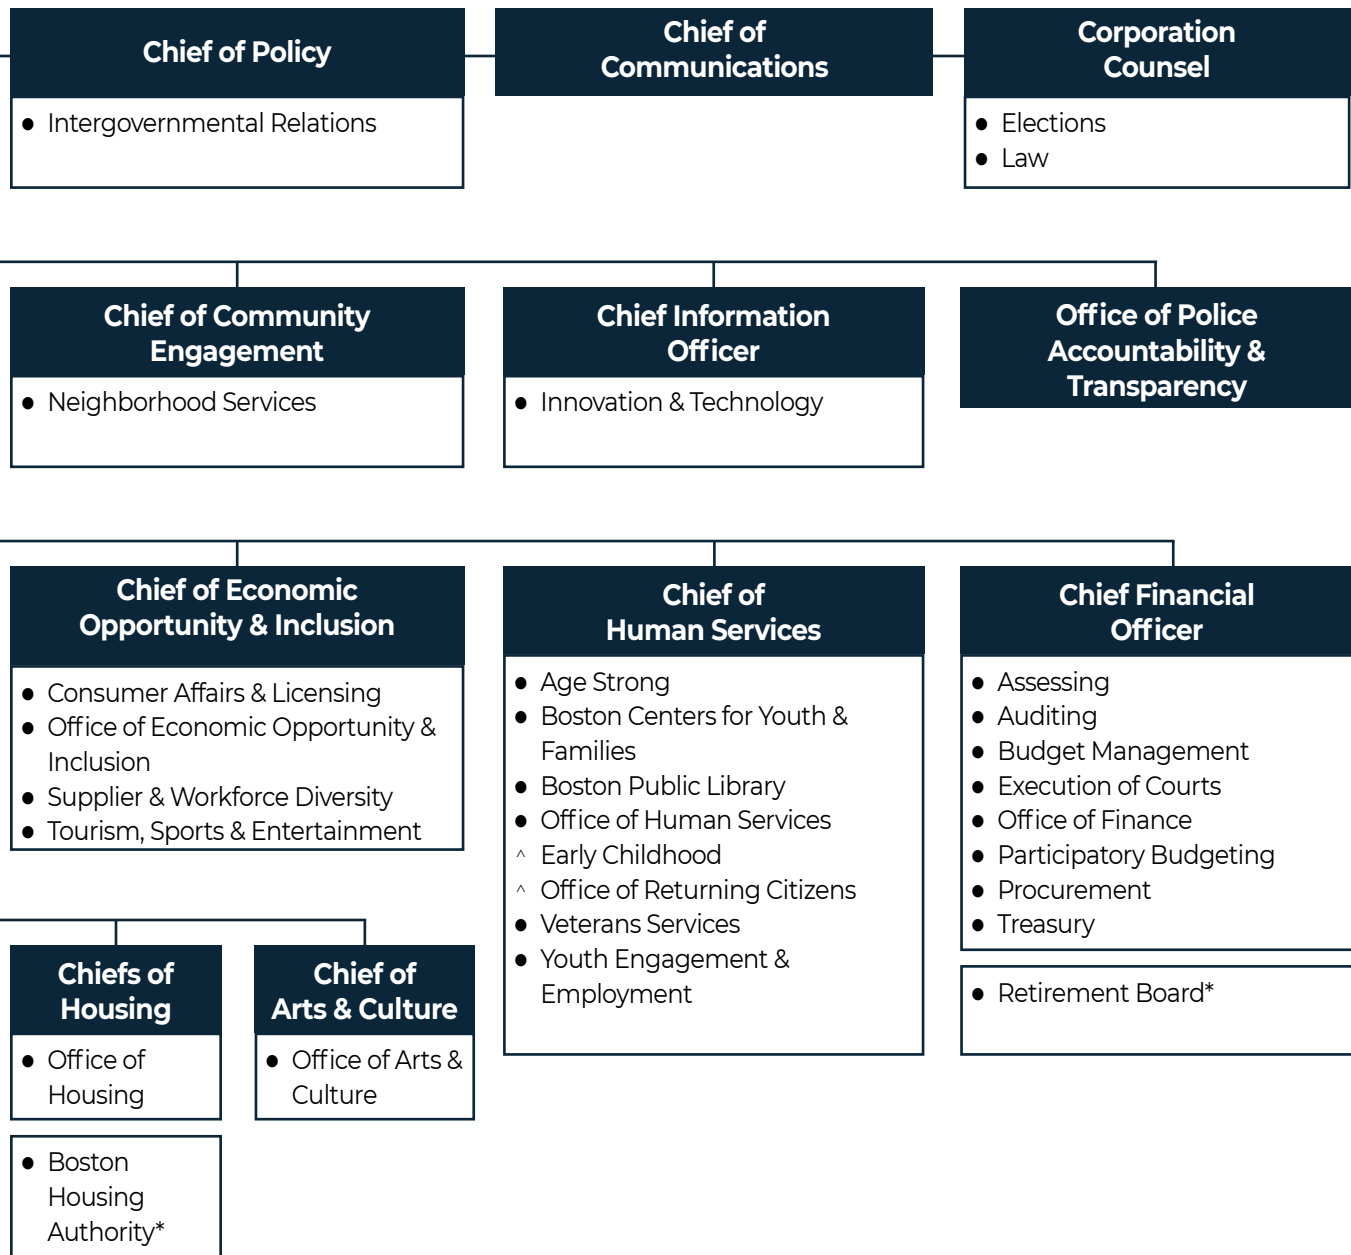 Chief of Policy
● Intergovernmental Relations
Chief of
Communications
Corporation
Counsel
● Elections
● Law
Chief of Community
Engagement
● Neighborhood Services
Chief Information
Officer
● Innovation & Technology
Office of Police
Accountability &
Transparency
Chief of Economic
Opportunity & Inclusion
● Consumer Affairs & Licensing
● Office of Economic Opportunity &
Inclusion
● Supplier & Workforce Diversity
● Tourism, Sports & Entertainment
Chief of
Human Services
● Age Strong
● Boston Centers for Youth &
Families
● Boston Public Library
● Office of Human Services
^ Early Childhood
^ Office of Returning Citizens
● Veterans Services
● Youth Engagement &
Employment
Chief Financial
Officer
● Assessing
● Auditing
● Budget Management
● Execution of Courts
● Office of Finance
● Participatory Budgeting
● Procurement
● Treasury
● Retirement Board*
Chiefs of
Housing
● Office of
Housing
● Boston
Housing
Authority*
Chief of
Arts & Culture
● Office of Arts &
Culture